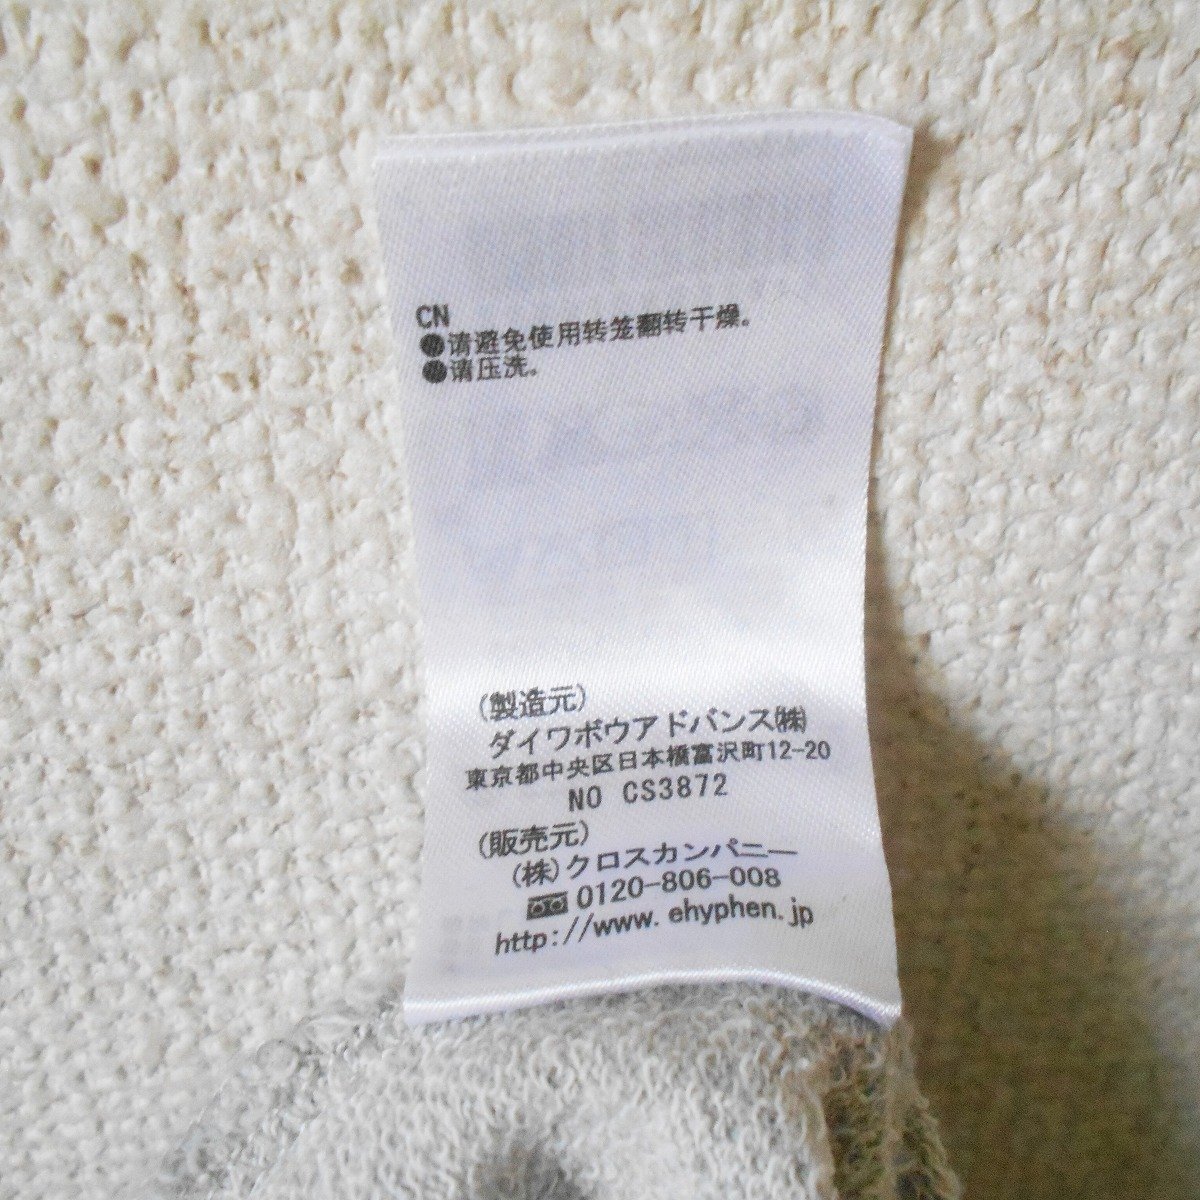 CN
●请避免使用转笼翻转干燥。
●请压洗。
(製造元)
ダイワボウアドバンス㈱
東京都中央区日本橋富沢町12-20
NO CS3872
(販売元)
(株)クロスカンパニー
0120-806-008
http://www.ehyphen.jp